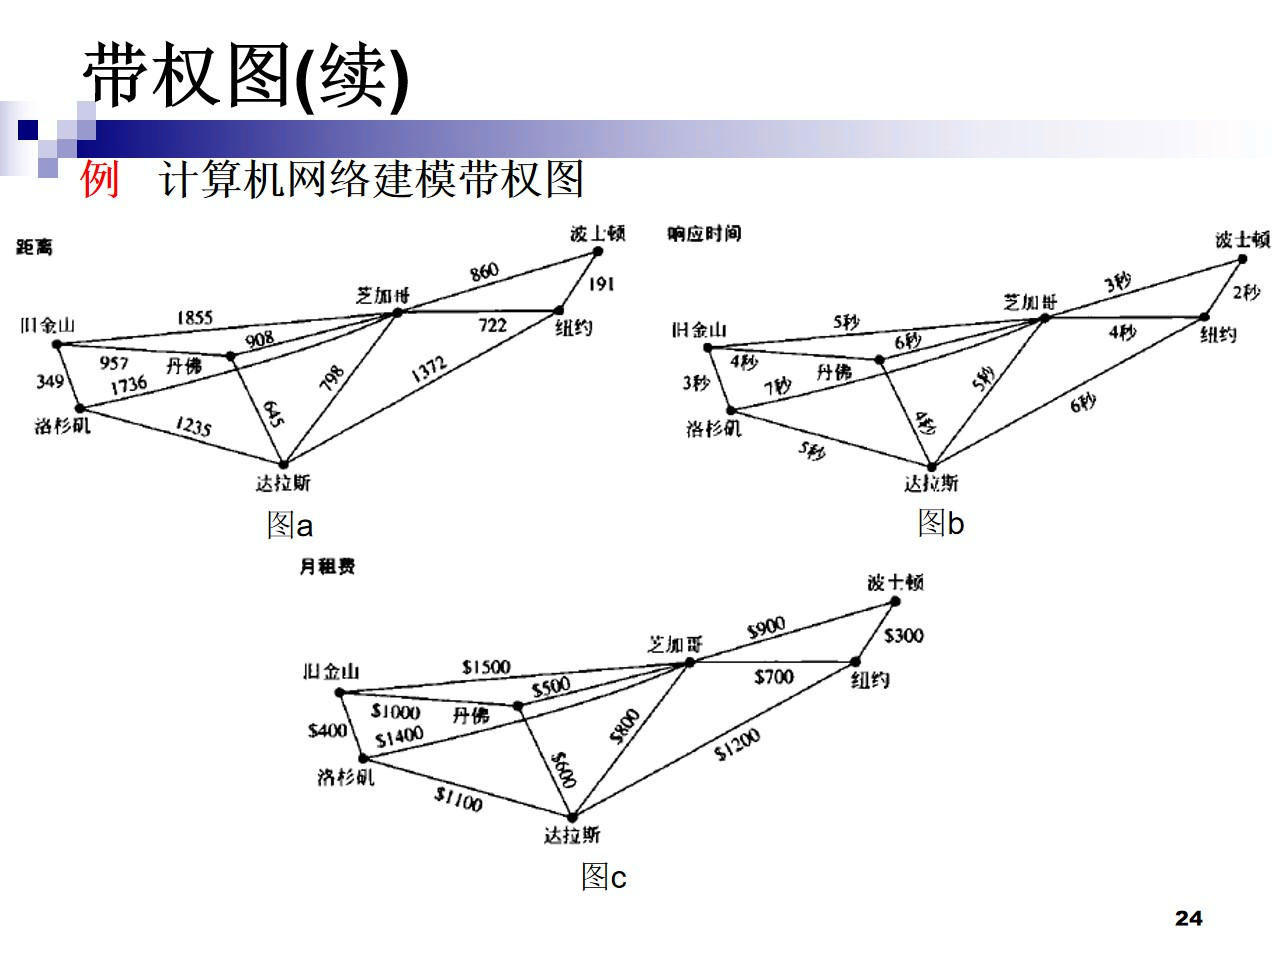 带权图(续)
例 计算机网络建模带权图
距离
波士顿
860
191
芝加哥
1855
旧金山
908
722
纽约
957
丹佛
349
1736
798
1372
645
洛杉矶
1235
达拉斯
图a
响应时间
波士顿
3秒
2秒
芝加哥
5秒
旧金山
6秒
4秒
纽约
4秒
丹佛
3秒
7秒
5秒
6秒
4秒
洛杉矶
5秒
达拉斯
图b
月租费
波士顿
$900
$300
芝加哥
$1500
旧金山
$500
$700
纽约
$1000
丹佛
$400
$1400
$800
$1200
$600
洛杉矶
$1100
达拉斯
图c
24